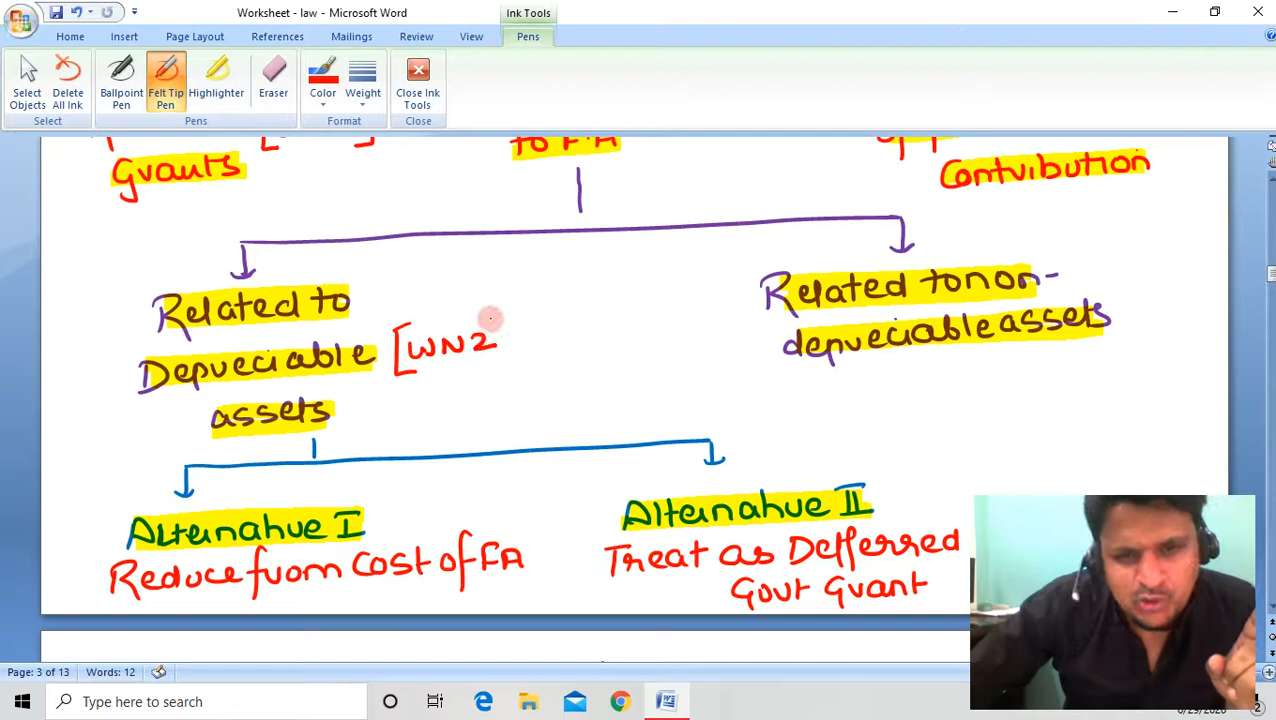 Worksheet - law - Microsoft Word
Ink Tools
Home
Insert
Page Layout
References
Mailings
Review
View
Pens
Select Objects
Delete All Ink
Ballpoint Pen
Felt Tip Pen
Highlighter
Eraser
Color
Weight
Close Ink Tools
Select
Pens
Format
Close
grants
to FA
Contribution
Related to
Depreciable
assets
[WN2
Related to non-
depreciable assets
Alternative I
Reduce from Cost of FA
Alternative II
Treat as Defferred
Govt Grant
Page: 3 of 13
Words: 12
Type here to search